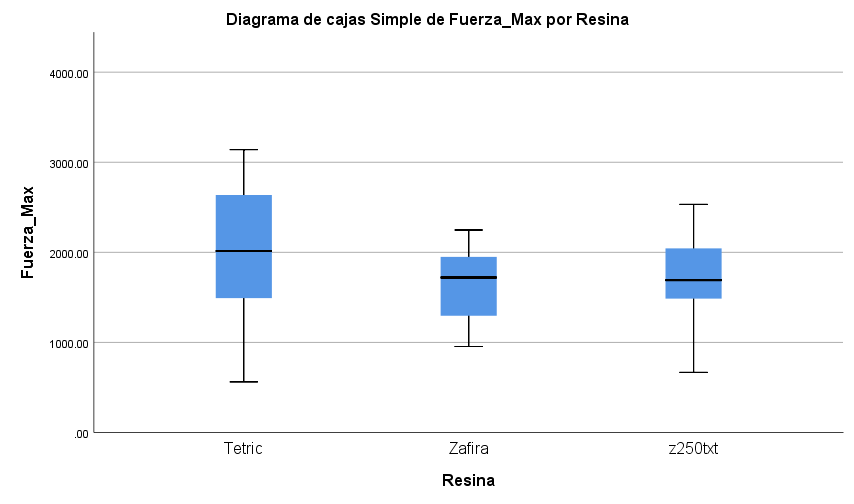 Diagrama de cajas Simple de Fuerza_Max por Resina
4000.00
3000.00
2000.00
1000.00
.00
Fuerza_Max
Tetric Zafira z250txt
Resina